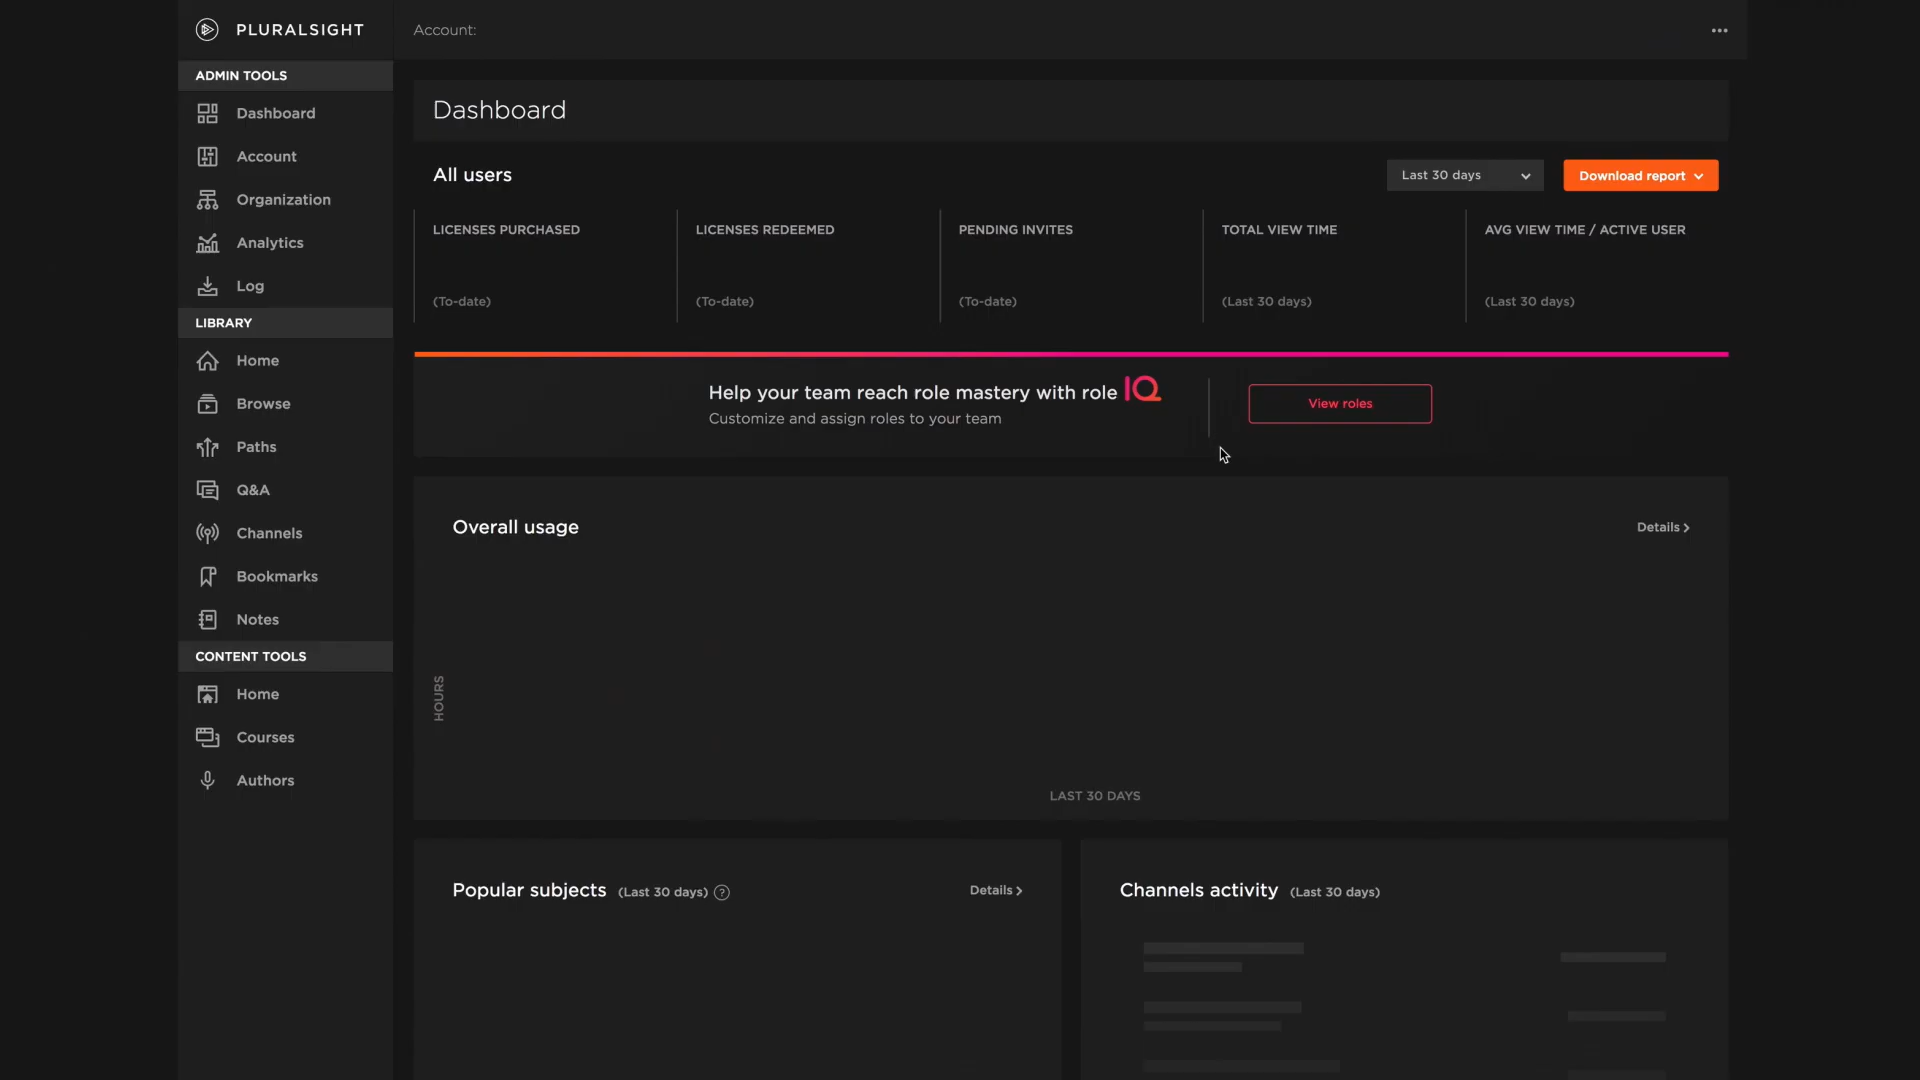 PLURALSIGHT
Account:
ADMIN TOOLS
Dashboard
Account
Organization
Analytics
Log
LIBRARY
Home
Browse
Paths
Q&A
Channels
Bookmarks
Notes
CONTENT TOOLS
Home
Courses
Authors
Dashboard
All users
Last 30 days
Download report
LICENSES PURCHASED
(To-date)
LICENSES REDEEMED
(To-date)
PENDING INVITES
(To-date)
TOTAL VIEW TIME
(Last 30 days)
AVG VIEW TIME / ACTIVE USER
(Last 30 days)
Help your team reach role mastery with role IQ
Customize and assign roles to your team
View roles
Overall usage
Details
HOURS
LAST 30 DAYS
Popular subjects (Last 30 days) ?
Details
Channels activity (Last 30 days)